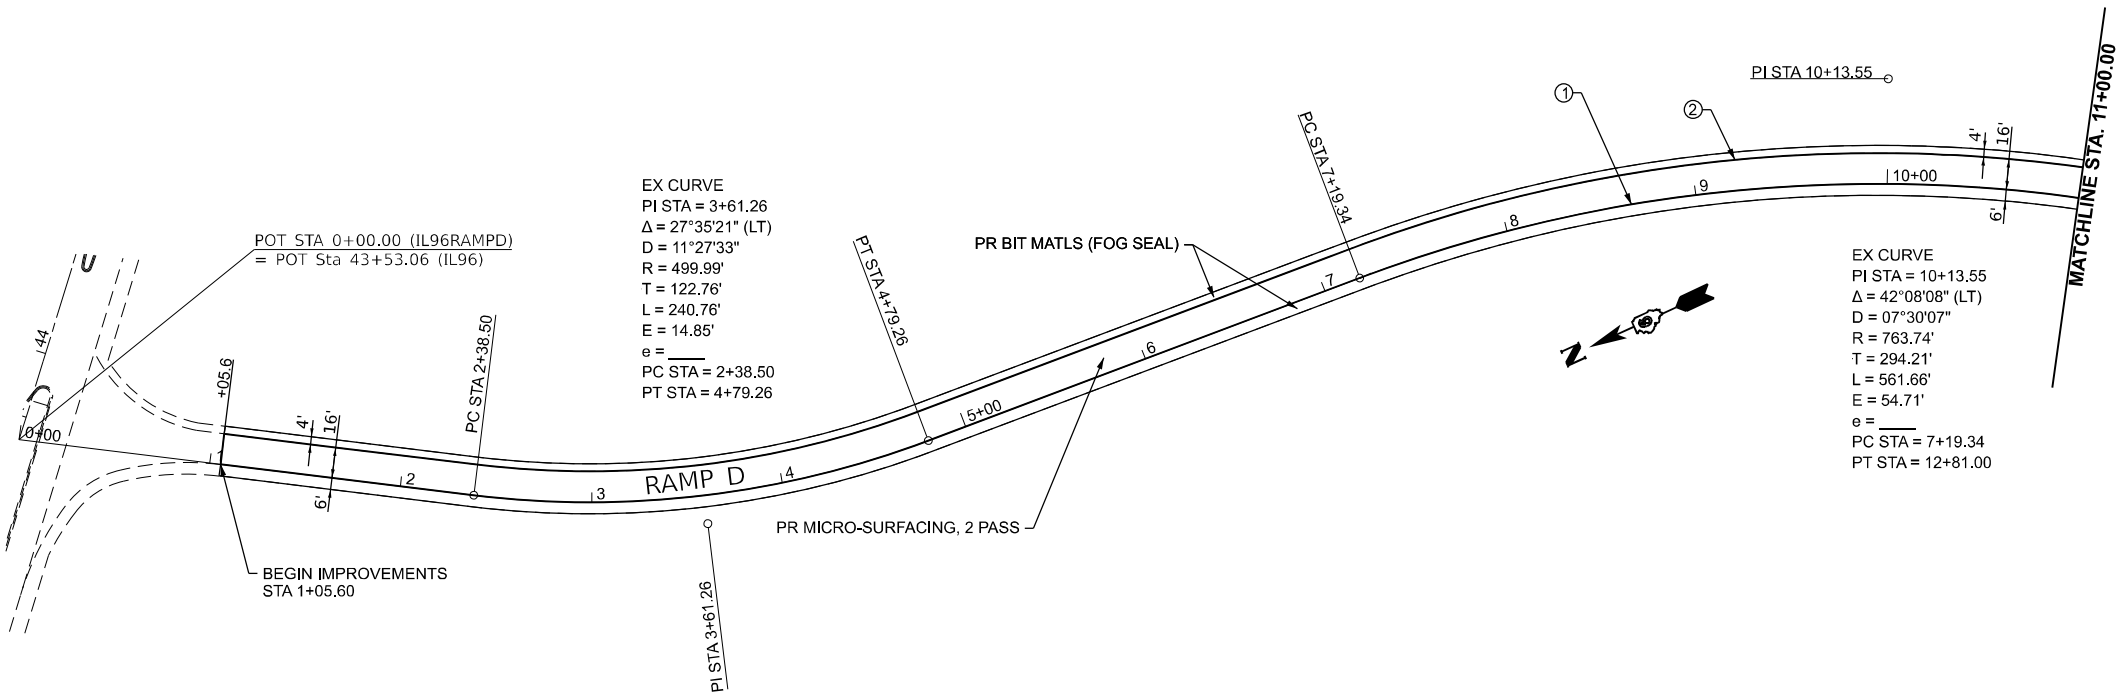 PI STA 10+13.55
MATCHLINE STA. 11+00.00
1
2
4'
16'
6'
PC STA 7+19.34
EX CURVE
PI STA = 3+61.26
Δ = 27°35'21" (LT)
D = 11°27'33"
R = 499.99'
T = 122.76'
L = 240.76'
E = 14.85'
e = ____
PC STA = 2+38.50
PT STA = 4+79.26
POT STA 0+00.00 (IL96RAMPD)
= POT Sta 43+53.06 (IL96)
PT STA 4+79.26
PR BIT MATLS (FOG SEAL)
EX CURVE
PI STA = 10+13.55
Δ = 42°08'08" (LT)
D = 07°30'07"
R = 763.74'
T = 294.21'
L = 561.66'
E = 54.71'
e = ____
PC STA = 7+19.34
PT STA = 12+81.00
N
44
+05.6
PC STA 2+38.50
4'
16'
6'
0+00
1
2
3
4
5+00
6
7
8
9
10+00
RAMP D
PR MICRO-SURFACING, 2 PASS
BEGIN IMPROVEMENTS
STA 1+05.60
PI STA 3+61.26